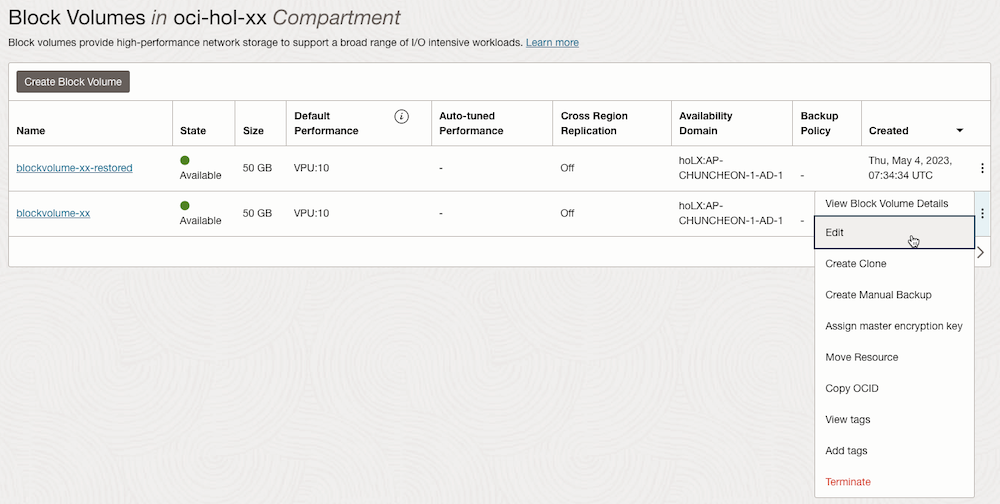 Block Volumes in oci-hol-xx Compartment
Block volumes provide high-performance network storage to support a broad range of I/O intensive workloads. Learn more
Create Block Volume
Name
State
Size
Default
Performance
i
Auto-tuned
Performance
Cross Region
Replication
Availability
Domain
Backup
Policy
Created
blockvolume-xx-restored
Available
50 GB
VPU:10
-
Off
hoLX:AP-
CHUNCHEON-1-AD-1
-
Thu, May 4, 2023,
07:34:34 UTC
blockvolume-xx
Available
50 GB
VPU:10
-
Off
hoLX:AP-
CHUNCHEON-1-AD-1
-
View Block Volume Details
Edit
Create Clone
Create Manual Backup
Assign master encryption key
Move Resource
Copy OCID
View tags
Add tags
Terminate